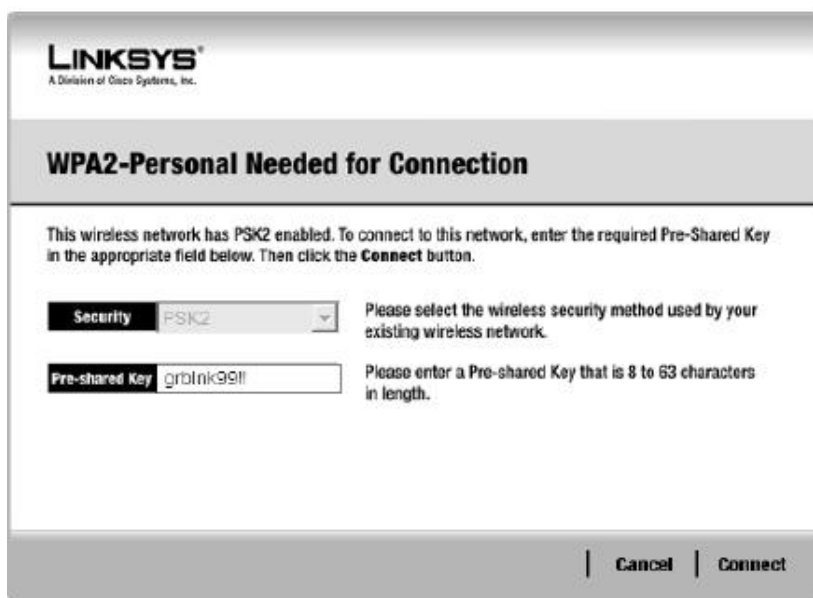 LINKSYS®
A Division of Cisco Systems, Inc.
WPA2-Personal Needed for Connection
This wireless network has PSK2 enabled. To connect to this network, enter the required Pre-Shared Key
in the appropriate field below. Then click the Connect button.
Security PSK2
Please select the wireless security method used by your
existing wireless network.
Pre-shared Key grblnk99!!
Please enter a Pre-shared Key that is 8 to 63 characters
in length.
Cancel Connect